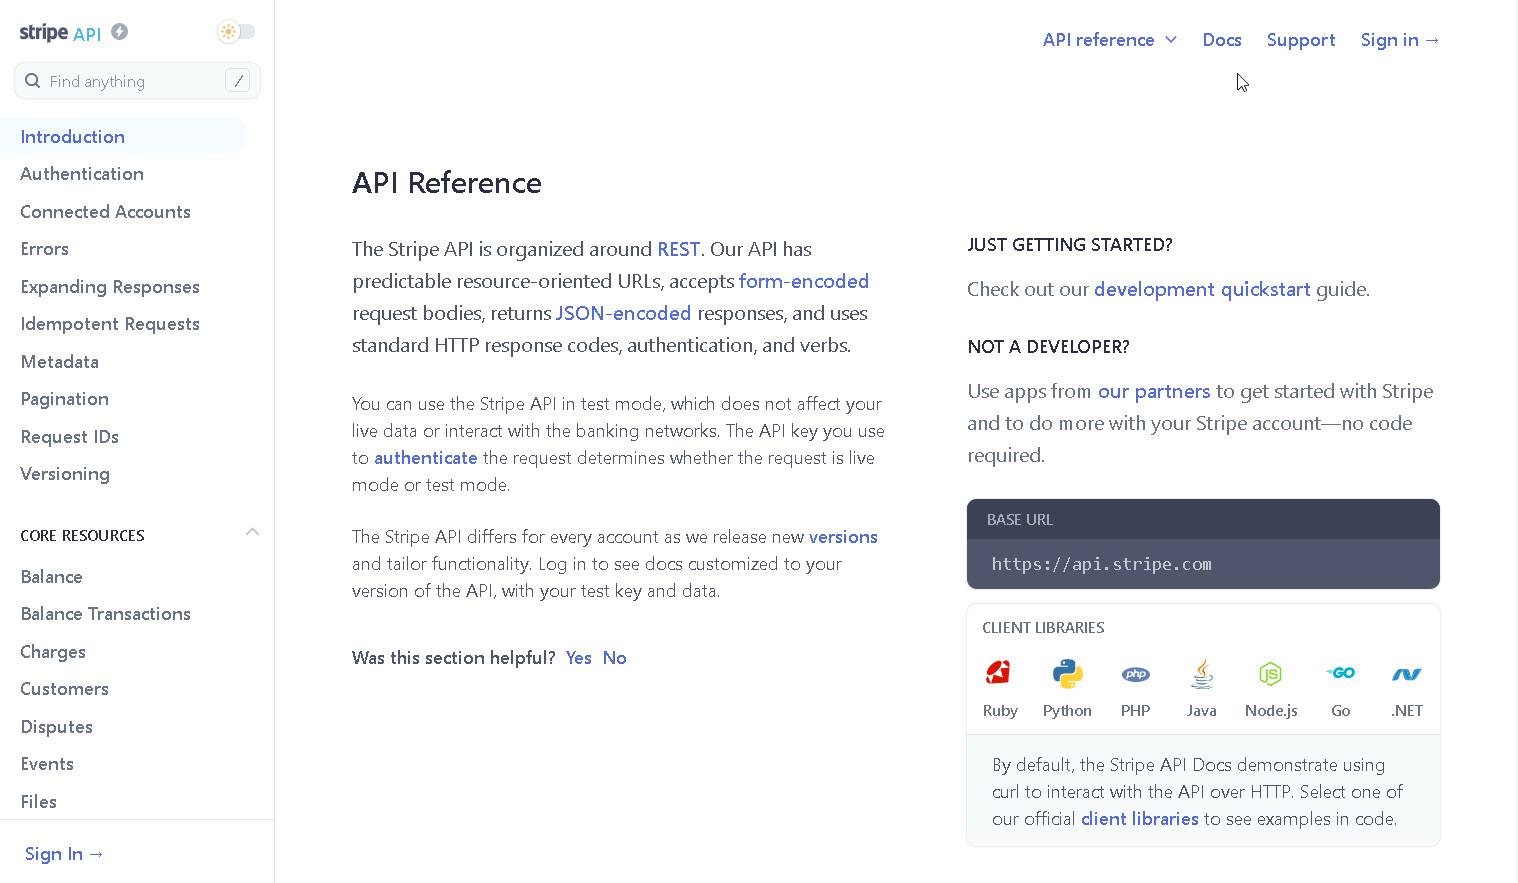 stripe API
Find anything /
Introduction
Authentication
Connected Accounts
Errors
Expanding Responses
Idempotent Requests
Metadata
Pagination
Request IDs
Versioning
CORE RESOURCES
Balance
Balance Transactions
Charges
Customers
Disputes
Events
Files
Sign In →
API reference Docs Support Sign in →
API Reference
The Stripe API is organized around REST. Our API has
predictable resource-oriented URLs, accepts form-encoded
request bodies, returns JSON-encoded responses, and uses
standard HTTP response codes, authentication, and verbs.
You can use the Stripe API in test mode, which does not affect your
live data or interact with the banking networks. The API key you use
to authenticate the request determines whether the request is live
mode or test mode.
The Stripe API differs for every account as we release new versions
and tailor functionality. Log in to see docs customized to your
version of the API, with your test key and data.
Was this section helpful? Yes No
JUST GETTING STARTED?
Check out our development quickstart guide.
NOT A DEVELOPER?
Use apps from our partners to get started with Stripe
and to do more with your Stripe account—no code
required.
BASE URL
https://api.stripe.com
CLIENT LIBRARIES
php JS GO
Ruby Python PHP Java Node.js Go .NET
By default, the Stripe API Docs demonstrate using
curl to interact with the API over HTTP. Select one of
our official client libraries to see examples in code.